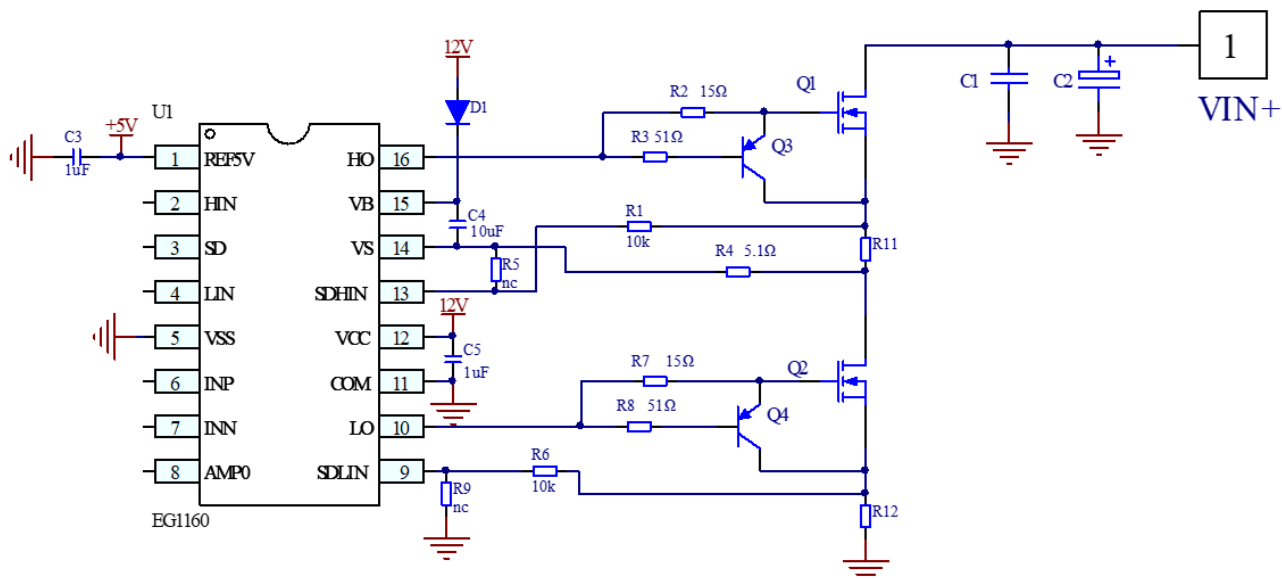 1
VIN+
C1
C2
+
12V
D1
R2 15Ω
Q1
R3 51Ω
Q3
U1
+5V
C3
1uF
1 REF5V HO 16
2 HIN VB 15
C4
10uF
R1
10k
3 SD VS 14
R11
R4 5.1Ω
R5
nc
4 LIN SDHIN 13
12V
5 VSS VCC 12
C5
1uF
6 INP COM 11
R7 15Ω
Q2
R8 51Ω
Q4
7 INN LO 10
8 AMP0 SDLIN 9
R6
10k
R9
nc
R12
EG1160